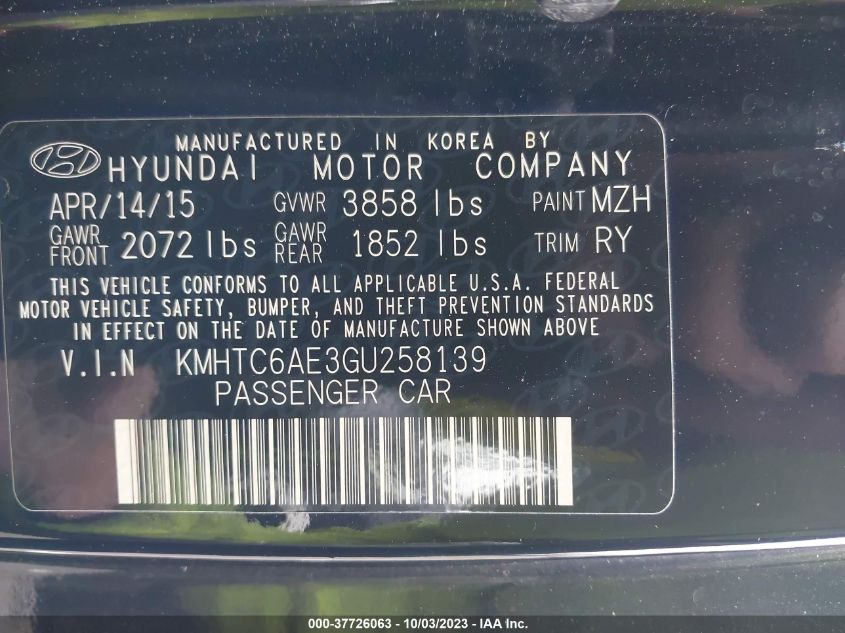 MANUFACTURED IN KOREA BY
HYUNDAI MOTOR COMPANY
APR/14/15 GVWR 3858 lbs PAINT MZH
GAWR FRONT 2072 lbs GAWR REAR 1852 lbs TRIM RY
THIS VEHICLE CONFORMS TO ALL APPLICABLE U.S.A. FEDERAL
MOTOR VEHICLE SAFETY, BUMPER, AND THEFT PREVENTION STANDARDS
IN EFFECT ON THE DATE OF MANUFACTURE SHOWN ABOVE
V.I.N KMHTC6AE3GU258139
PASSENGER CAR
000-37726063 - 10/03/2023 - IAA Inc.